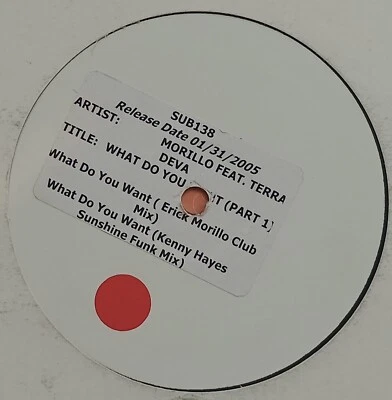 SUB138
Release Date 01/31/2005
ARTIST: MORILLO FEAT. TERRA
DEVA
TITLE: WHAT DO YOU (PART 1)
What Do You Want ( Erick Morillo Club
Mix)
What Do You Want (Kenny Hayes
Sunshine Funk Mix)